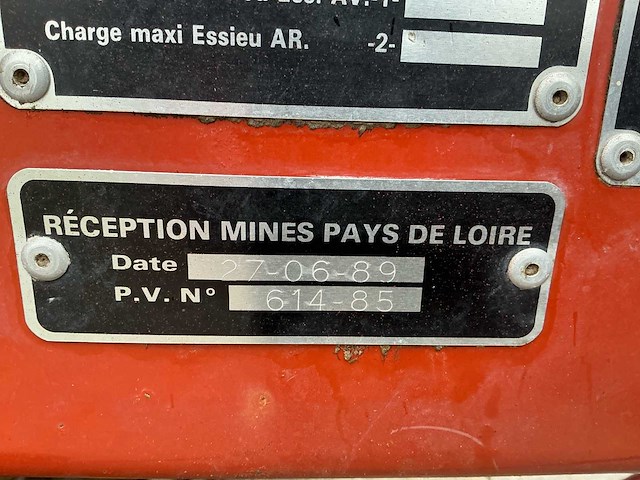 Charge maxi Essieu AR. -2-
RÉCEPTION MINES PAYS DE LOIRE
Date 27-06-89
P.V. N° 614-85